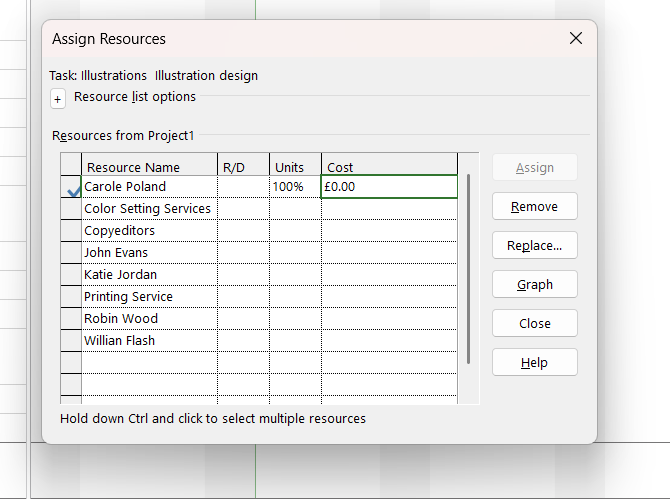 Assign Resources
Task: Illustrations Illustration design
+ Resource list options
Resources from Project1
Resource Name R/D Units Cost
Carole Poland 100% £0.00
Color Setting Services
Copyeditors
John Evans
Katie Jordan
Printing Service
Robin Wood
Willian Flash
Assign
Remove
Replace...
Graph
Close
Help
Hold down Ctrl and click to select multiple resources